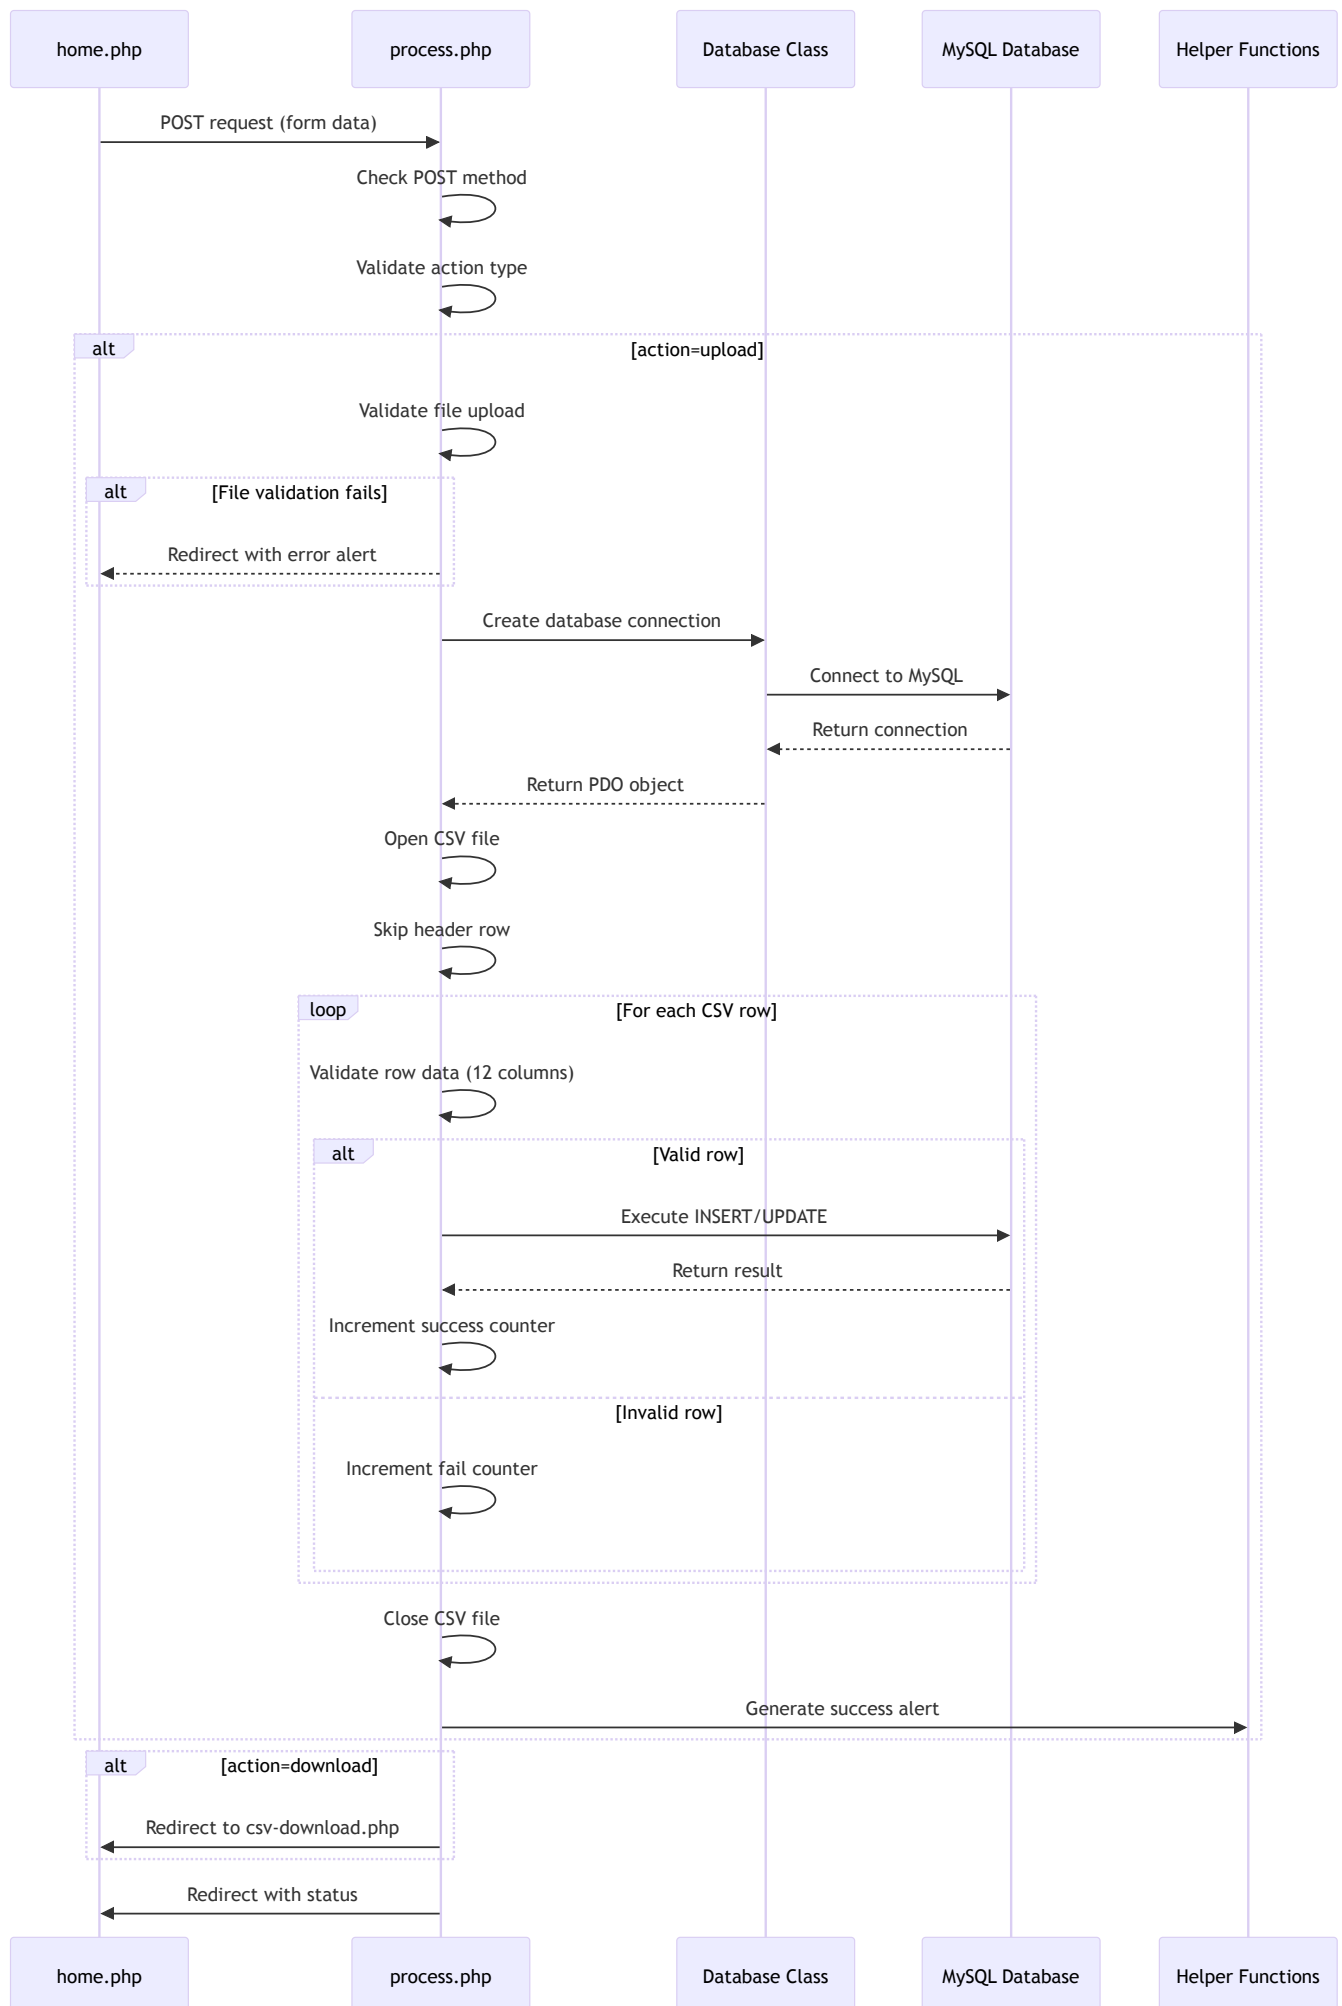 home.php
process.php
Database Class
MySQL Database
Helper Functions
POST request (form data)
Check POST method
Validate action type
alt
[action=upload]
Validate file upload
alt
[File validation fails]
Redirect with error alert
Create database connection
Connect to MySQL
Return connection
Return PDO object
Open CSV file
Skip header row
loop
[For each CSV row]
Validate row data (12 columns)
alt
[Valid row]
Execute INSERT/UPDATE
Return result
Increment success counter
[Invalid row]
Increment fail counter
Close CSV file
Generate success alert
alt
[action=download]
Redirect to csv-download.php
Redirect with status
home.php
process.php
Database Class
MySQL Database
Helper Functions